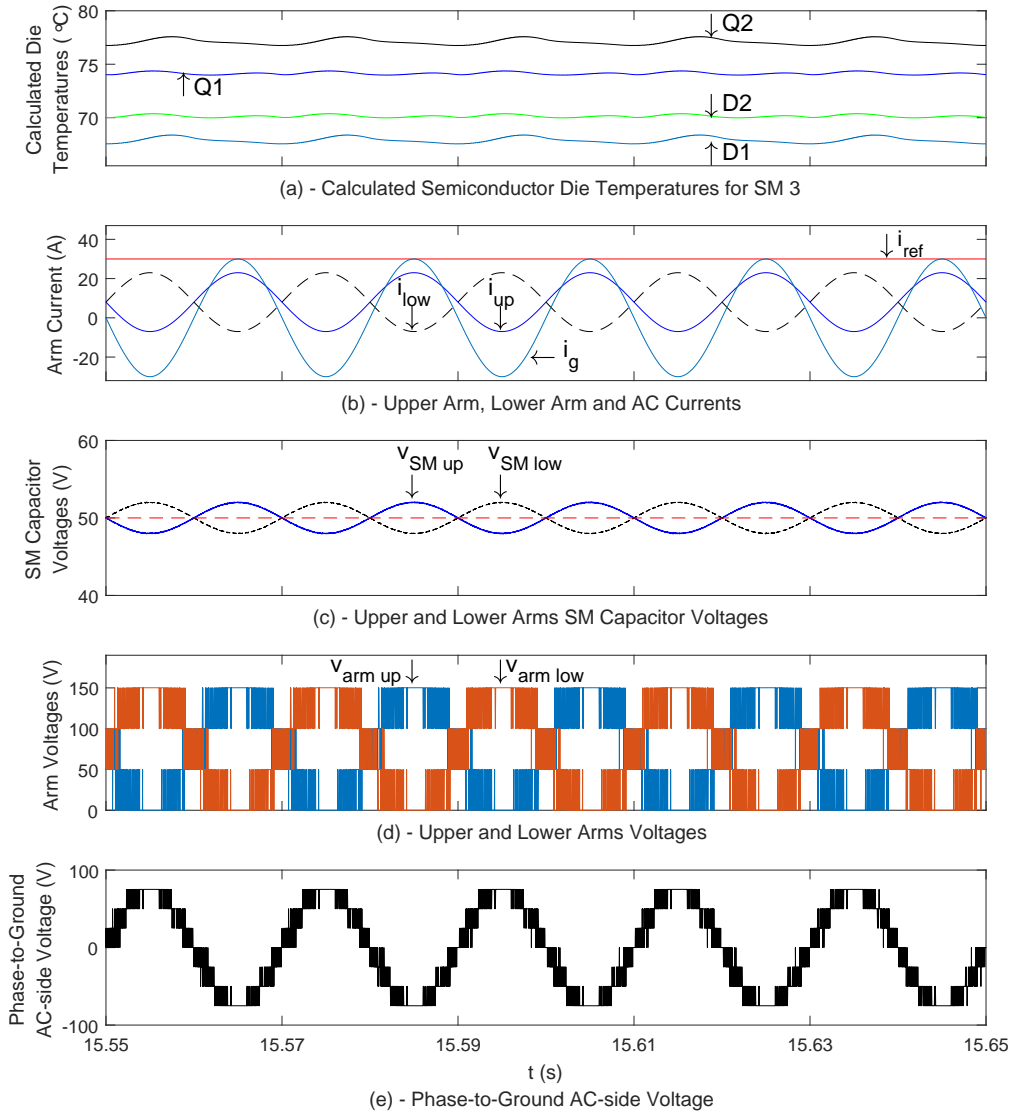 80
75
70
Calculated Die
Temperatures ( ºC)
Q2
Q1
D2
D1
(a) - Calculated Semiconductor Die Temperatures for SM 3
40
20
0
-20
Arm Current (A)
i_ref
i_low
i_up
i_g
(b) - Upper Arm, Lower Arm and AC Currents
60
50
40
SM Capacitor
Voltages (V)
v_SM up
v_SM low
(c) - Upper and Lower Arms SM Capacitor Voltages
150
100
50
0
Arm Voltages (V)
v_arm up
v_arm low
(d) - Upper and Lower Arms Voltages
100
0
-100
Phase-to-Ground
AC-side Voltage (V)
15.55 15.57 15.59 15.61 15.63 15.65
t (s)
(e) - Phase-to-Ground AC-side Voltage